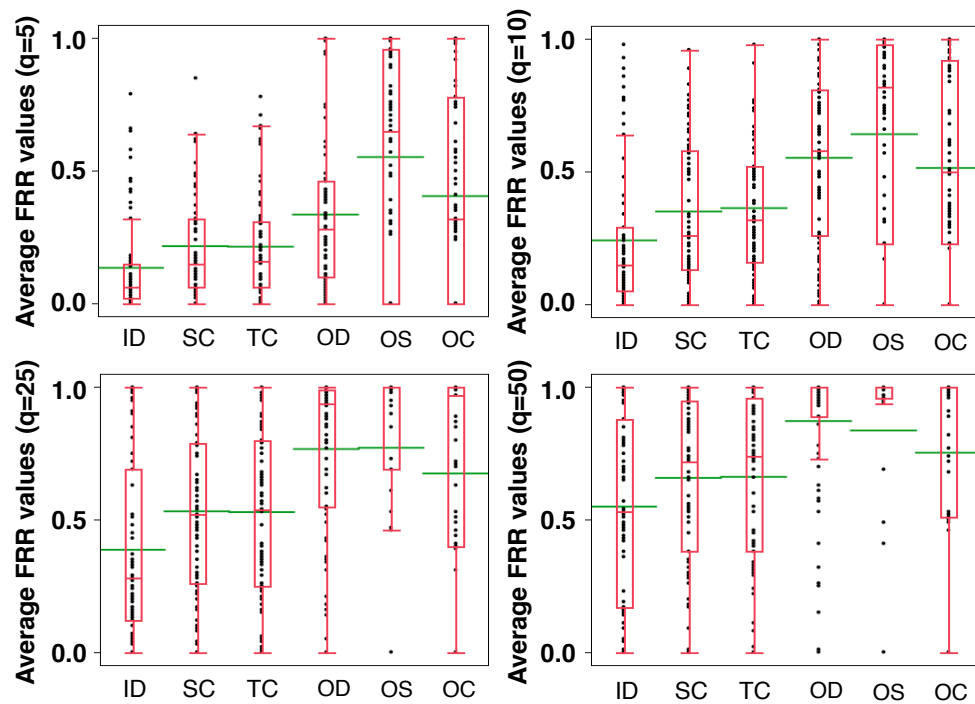 Average FRR values (q=5)
1.0
0.5
0.0
ID SC TC OD OS OC
Average FRR values (q=10)
1.0
0.5
0.0
ID SC TC OD OS OC
Average FRR values (q=25)
1.0
0.5
0.0
ID SC TC OD OS OC
Average FRR values (q=50)
1.0
0.5
0.0
ID SC TC OD OS OC